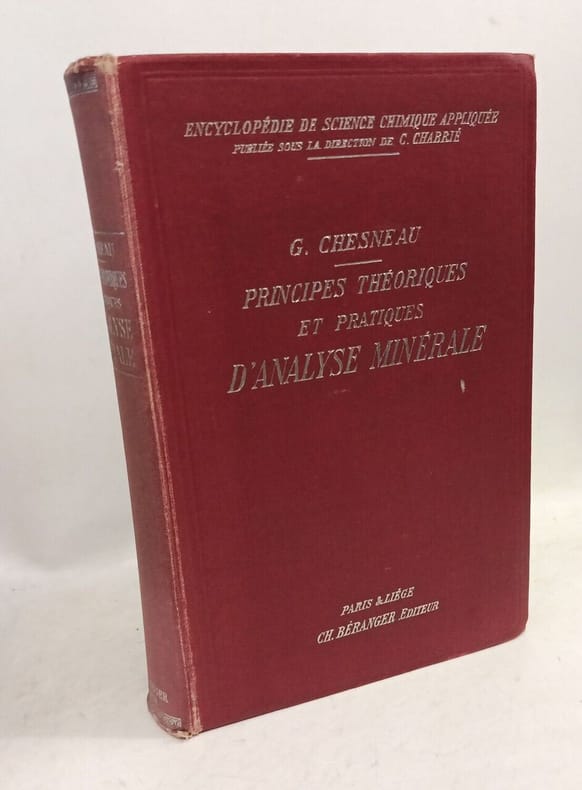 ENCYCLOPÉDIE DE SCIENCE CHIMIQUE APPLIQUÉE
PUBLIÉE SOUS LA DIRECTION DE C. CHABRIÉ
G. CHESNEAU
PRINCIPES THÉORIQUES
ET PRATIQUES
D'ANALYSE MINÉRALE
PARIS & LIÉGE
CH. BÉRANGER EDITEUR